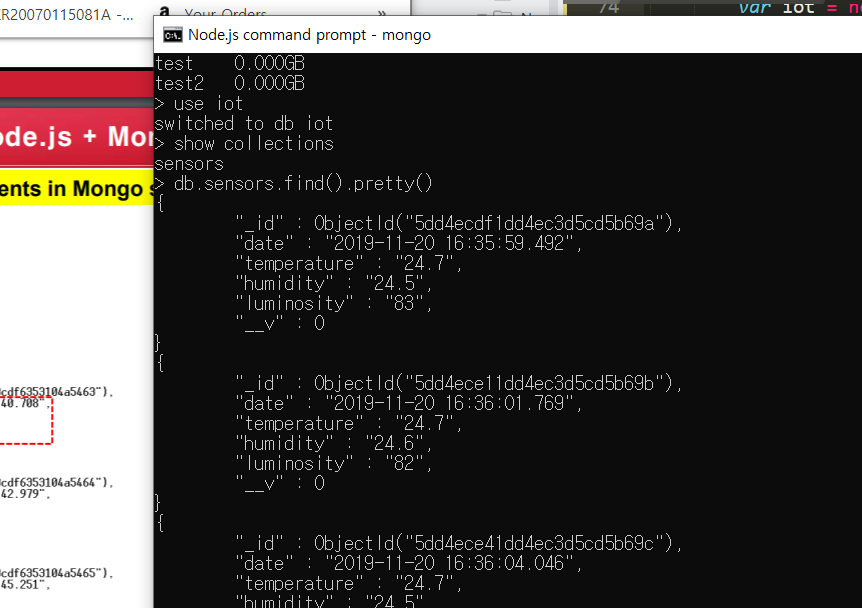 ER20070115081A -...
Your Orders
»
74
var iot = n
Node.js command prompt - mongo
ode.js + Mon
ents in Mongo s
test    0.000GB
test2   0.000GB
> use iot
switched to db iot
> show collections
sensors
> db.sensors.find().pretty()
{
"_id" : ObjectId("5dd4ecdf1dd4ec3d5cd5b69a"),
"date" : "2019-11-20 16:35:59.492",
"temperature" : "24.7",
"humidity" : "24.5",
"luminosity" : "83",
"__v" : 0
}
{
"_id" : ObjectId("5dd4ece11dd4ec3d5cd5b69b"),
"date" : "2019-11-20 16:36:01.769",
"temperature" : "24.7",
"humidity" : "24.6",
"luminosity" : "82",
"__v" : 0
}
{
"_id" : ObjectId("5dd4ece41dd4ec3d5cd5b69c"),
"date" : "2019-11-20 16:36:04.046",
"temperature" : "24.7",
"humidity" : "24.5
cdf6353104a5463"),
40.708",
cdf6353104a5464"),
42.979",
cdf6353104a5465"),
45.251",